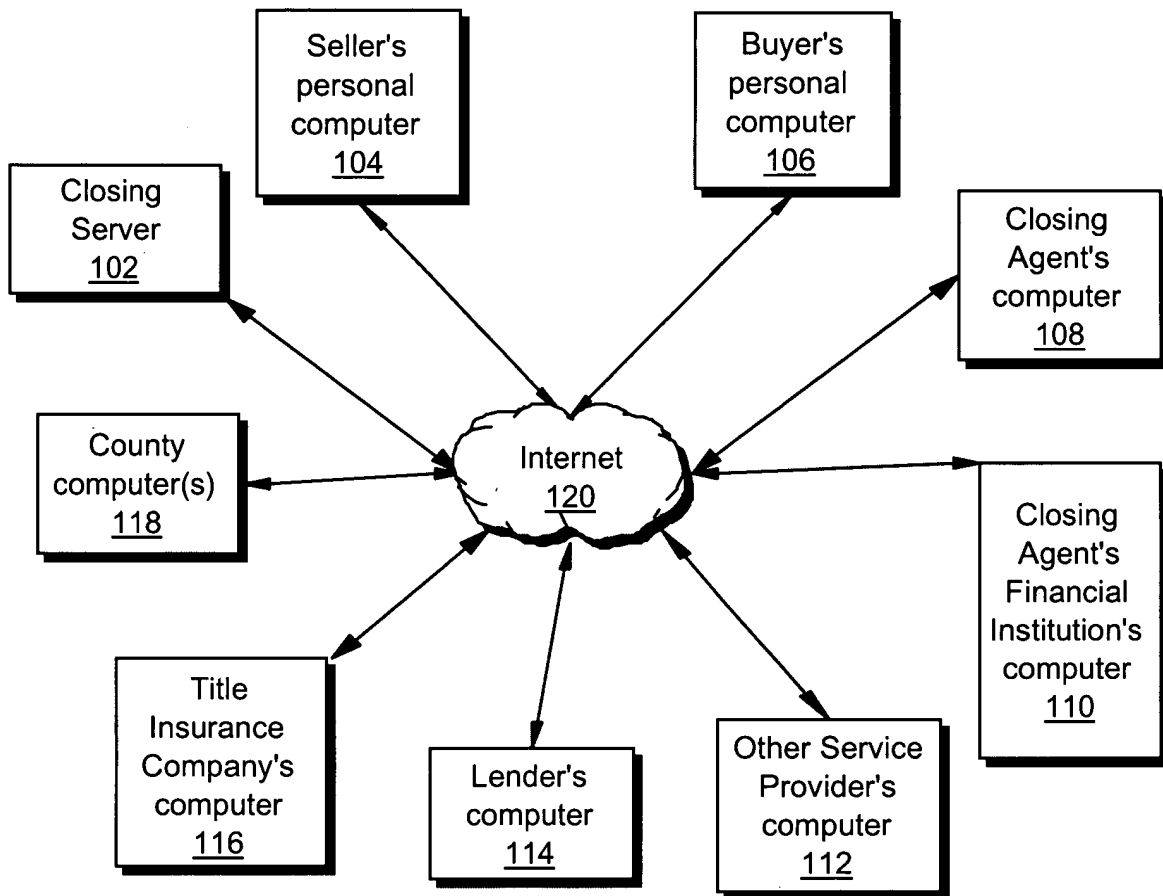 Seller's
personal
computer
104
Buyer's
personal
computer
106
Closing
Server
102
Closing
Agent's
computer
108
County
computer(s)
118
Internet
120
Closing
Agent's
Financial
Institution's
computer
110
Title
Insurance
Company's
computer
116
Lender's
computer
114
Other Service
Provider's
computer
112